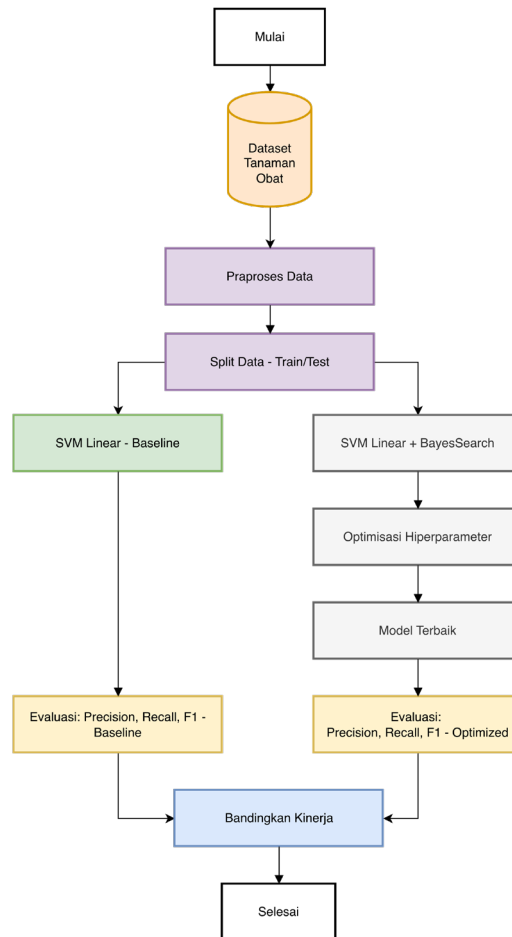 Mulai
Dataset
Tanaman
Obat
Praproses Data
Split Data - Train/Test
SVM Linear - Baseline
SVM Linear + BayesSearch
Optimisasi Hiperparameter
Model Terbaik
Evaluasi: Precision, Recall, F1 -
Baseline
Evaluasi:
Precision, Recall, F1 - Optimized
Bandingkan Kinerja
Selesai